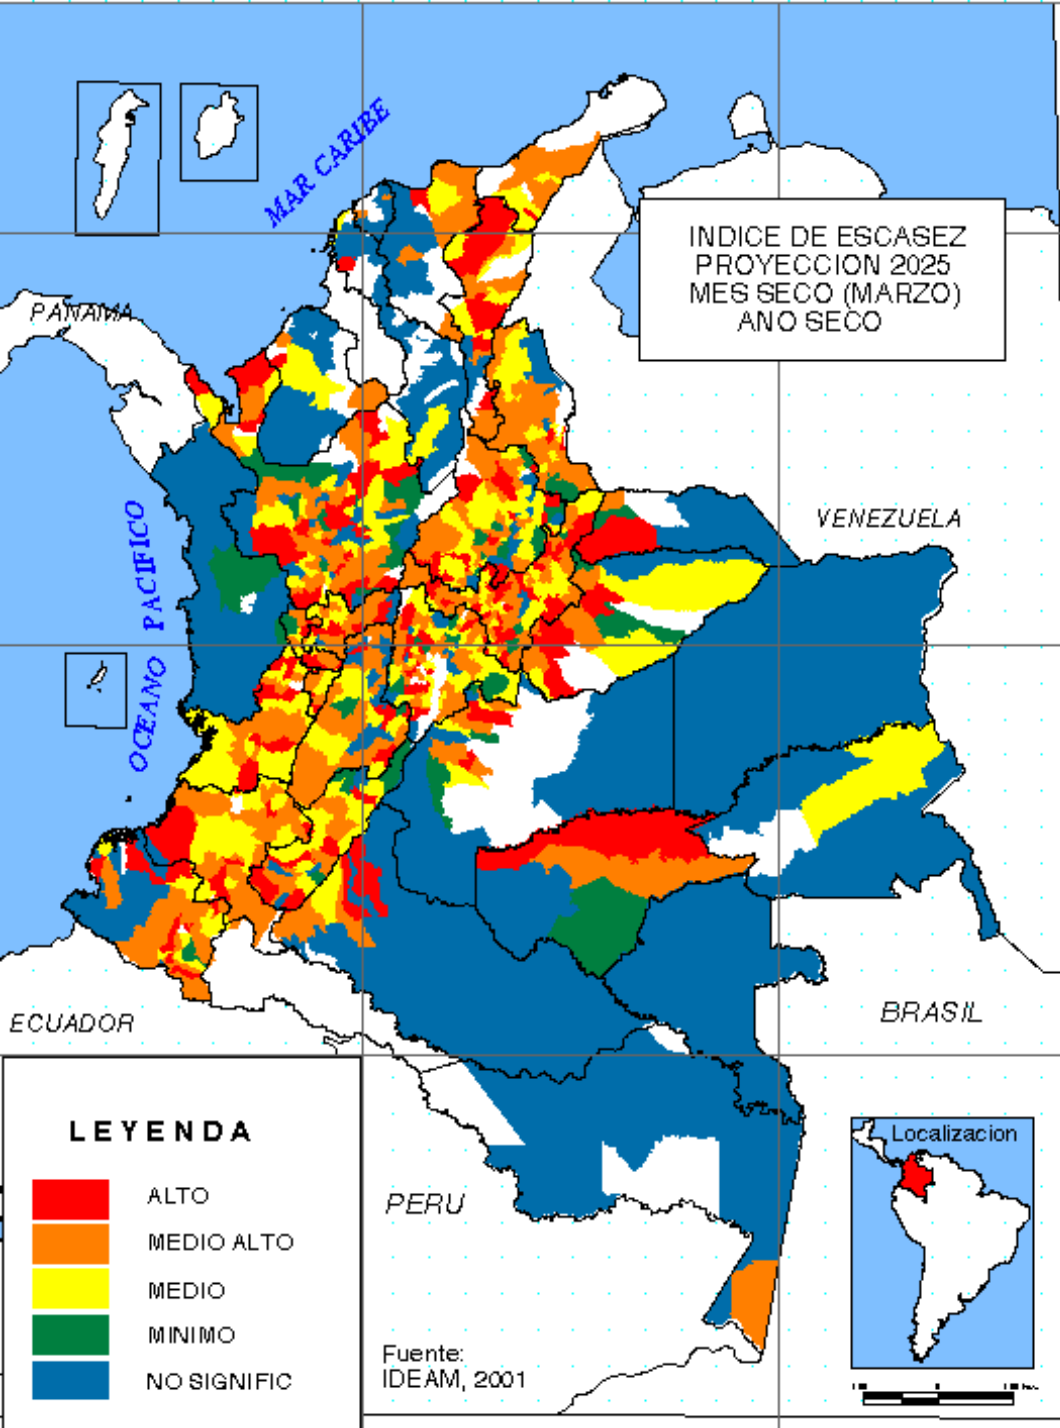 MAR CARIBE
INDICE DE ESCASEZ
PROYECCION 2025
MES SECO (MARZO)
ANO SECO
PANAMA
VENEZUELA
OCEANO PACIFICO
ECUADOR
BRASIL
PERU
LEYENDA
ALTO
MEDIO ALTO
MEDIO
MINIMO
NO SIGNIFIC
Fuente:
IDEAM, 2001
Localizacion